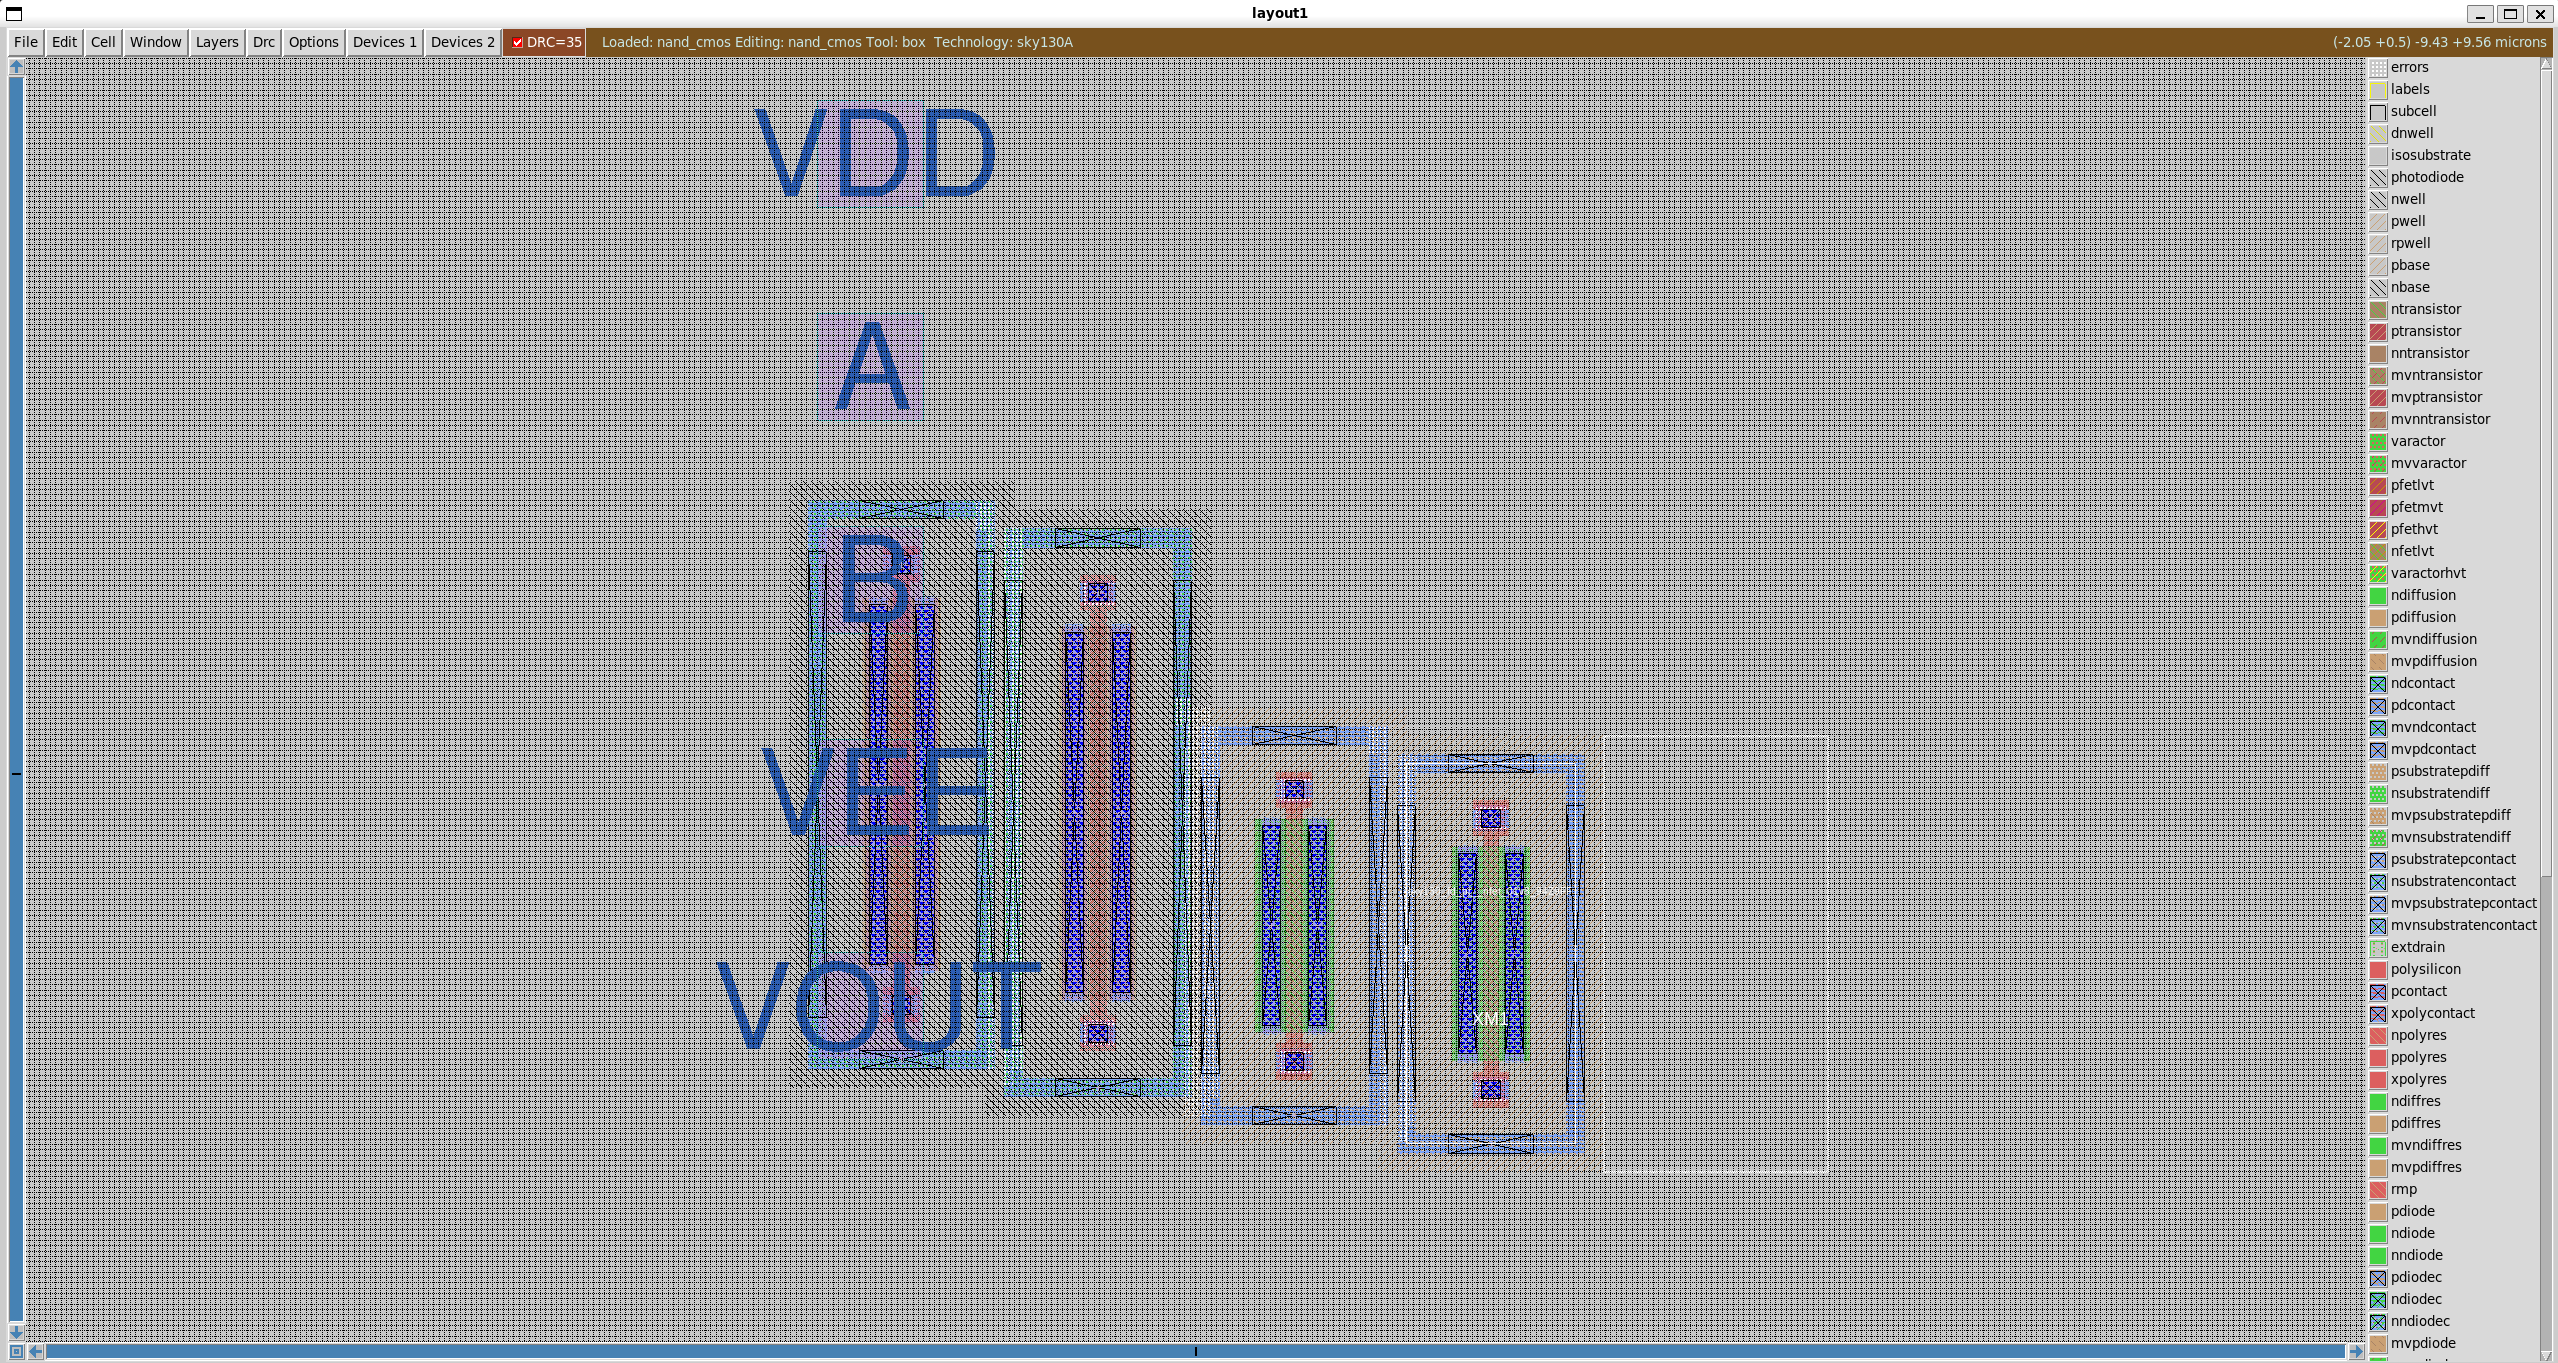 layout1
File Edit Cell Window Layers Drc Options Devices 1 Devices 2 DRC=35 Loaded: nand_cmos Editing: nand_cmos Tool: box Technology: sky130A (-2.05 +0.5) -9.43 +9.56 microns
VDD
A
B
VEE
VOUT
XM1
errors
labels
subcell
dnwell
isosubstrate
photodiode
nwell
pwell
rpwell
pbase
nbase
ntransistor
ptransistor
nntransistor
mvntransistor
mvptransistor
mvnntransistor
varactor
mvvaractor
pfetlvt
pfetmvt
pfethvt
nfetlvt
varactorhvt
ndiffusion
pdiffusion
mvndiffusion
mvpdiffusion
ndcontact
pdcontact
mvndcontact
mvpdcontact
psubstratepdiff
nsubstratendiff
mvpsubstratepdiff
mvnsubstratendiff
psubstratepcontact
nsubstratencontact
mvpsubstratepcontact
mvnsubstratencontact
extdrain
polysilicon
pcontact
xpolycontact
npolyres
ppolyres
xpolyres
ndiffres
pdiffres
mvndiffres
mvpdiffres
rmp
pdiode
ndiode
nndiode
pdiodec
ndiodec
nndiodec
mvpdiode